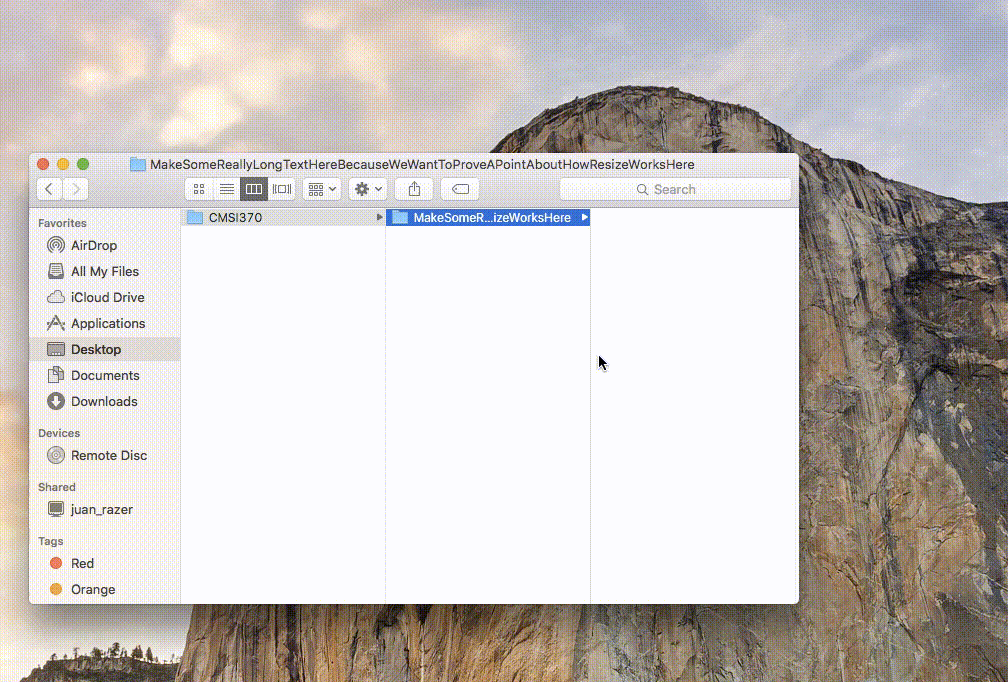 MakeSomeReallyLongTextHereBecauseWeWantToProveAPointAboutHowResizeWorksHere
Search
Favorites
AirDrop
All My Files
iCloud Drive
Applications
Desktop
Documents
Downloads
Devices
Remote Disc
Shared
juan_razer
Tags
Red
Orange
CMSI370
MakeSomeR...izeWorksHere